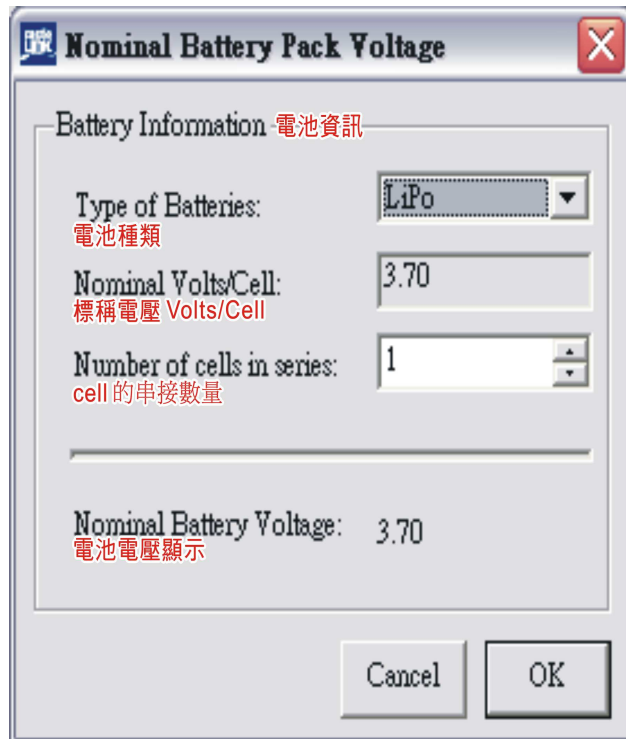 Nominal Battery Pack Voltage
Battery Information 電池資訊
Type of Batteries:
LiPo
電池種類
Nominal Volts/Cell:
3.70
標稱電壓 Volts/Cell
Number of cells in series:
1
cell 的串接數量
Nominal Battery Voltage:
3.70
電池電壓顯示
Cancel
OK